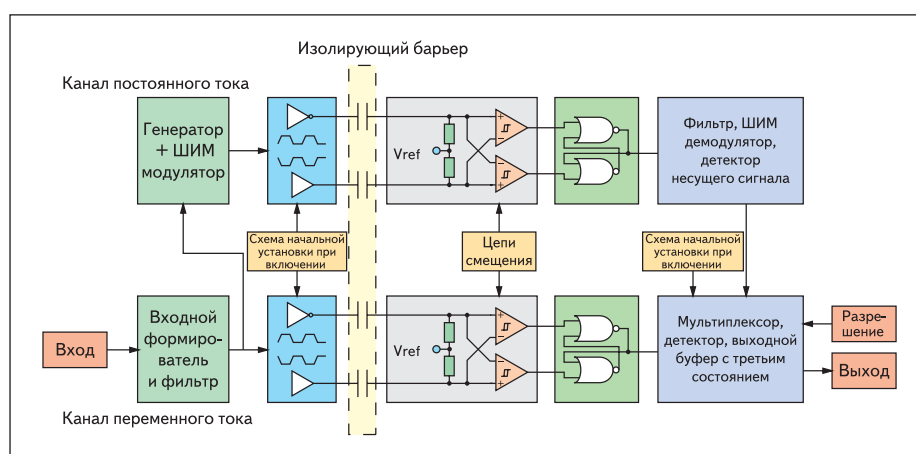 Изолирующий барьер
Канал постоянного тока
Генератор
+ ШИМ
модулятор
Vref
+
−
−
+
Фильтр, ШИМ
демодулятор,
детектор
несущего сигнала
Схема начальной
установки при
включении
Цепи
смещения
Схема начальной
установки при
включении
Вход
Входной
формиро-
ватель
и фильтр
Vref
+
−
−
+
Мультиплексор,
детектор, выходной
буфер с третьим
состоянием
Разре-
шение
Выход
Канал переменного тока